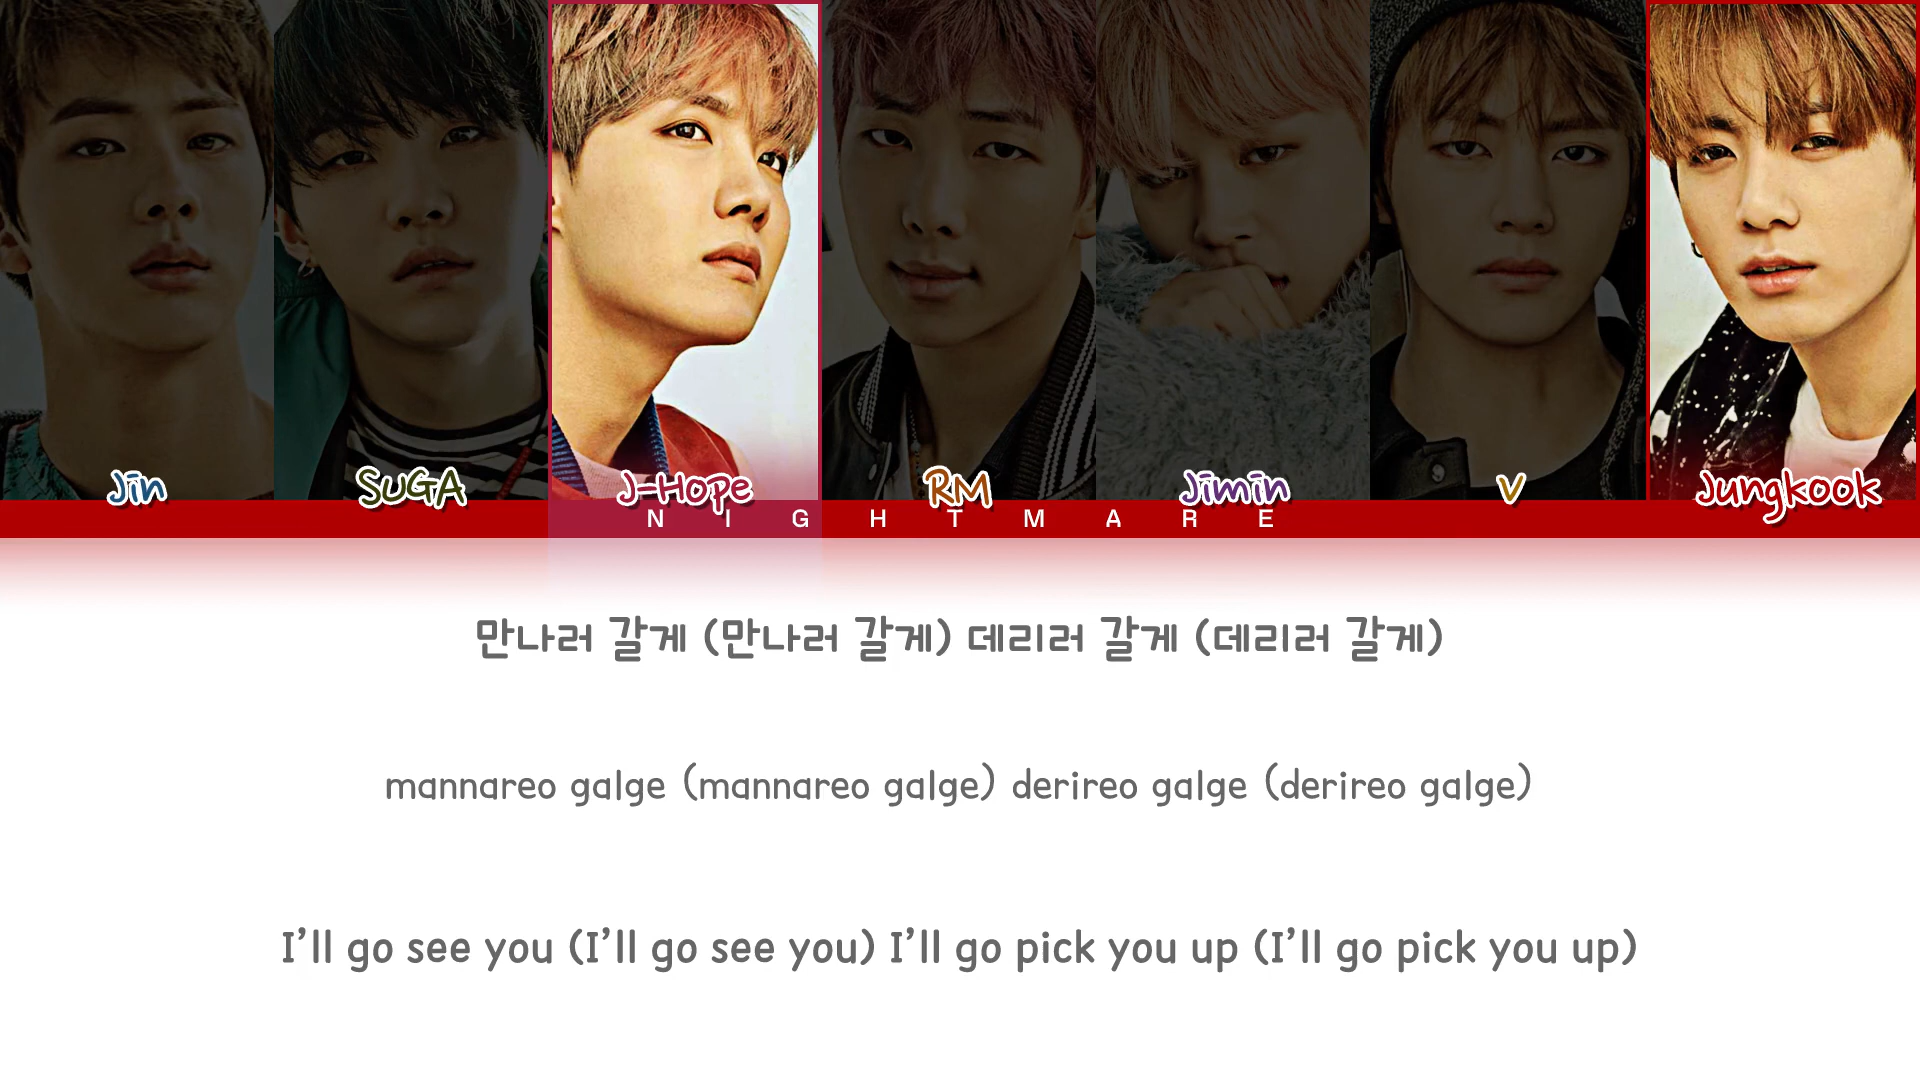 Jin SUGA J-Hope RM Jimin V Jungkook
NIGHTMARE
만나러 갈게 (만나러 갈게) 데리러 갈게 (데리러 갈게)
mannareo galge (mannareo galge) derireo galge (derireo galge)
I'll go see you (I'll go see you) I'll go pick you up (I'll go pick you up)